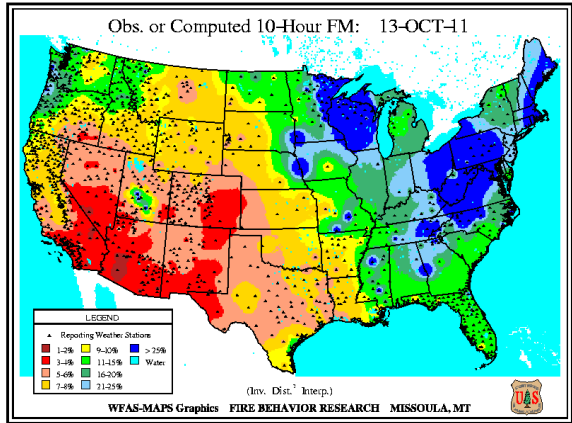 Obs. or Computed 10-Hour FM: 13-OCT-11
LEGEND
Reporting Weather Stations
1-2% 9-10% > 25%
3-4% 11-15% Water
5-6% 16-20%
7-8% 21-25%
(Inv. Dist.² Interp.)
WFAS-MAPS Graphics FIRE BEHAVIOR RESEARCH MISSOULA, MT
U S